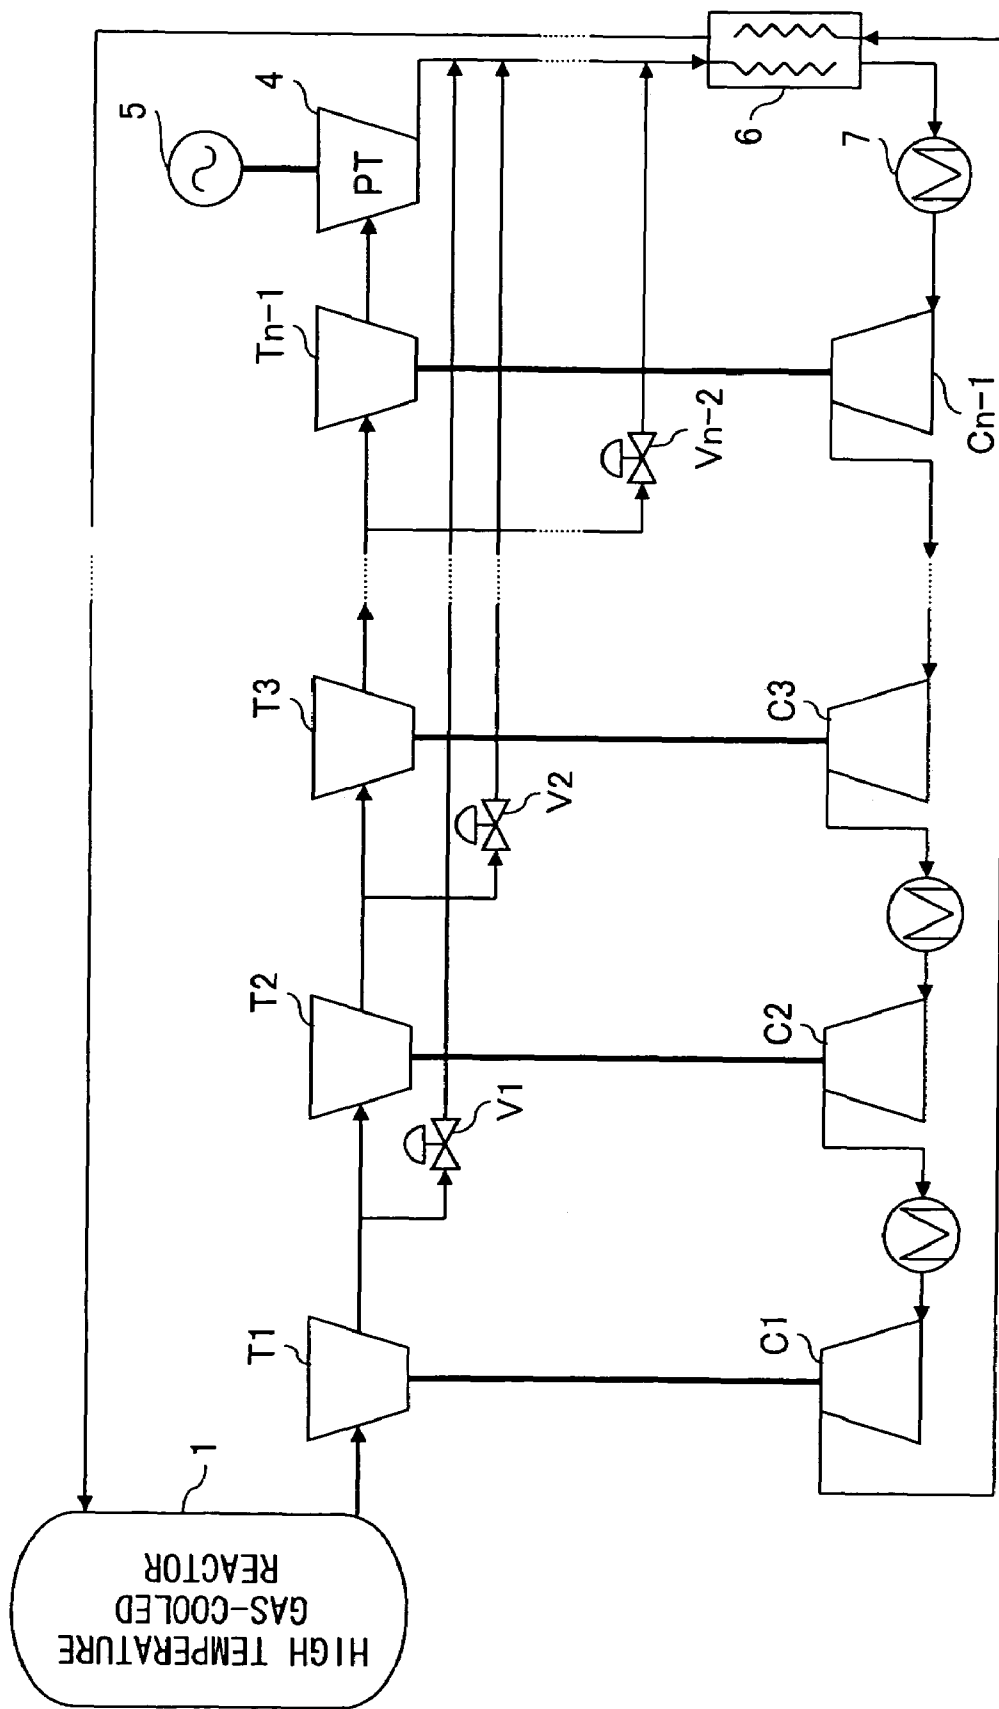 HIGH TEMPERATURE
GAS-COOLED
REACTOR
1
T1
T2
T3
Tn-1
PT
4
5
V1
V2
Vn-2
6
7
C1
C2
C3
Cn-1